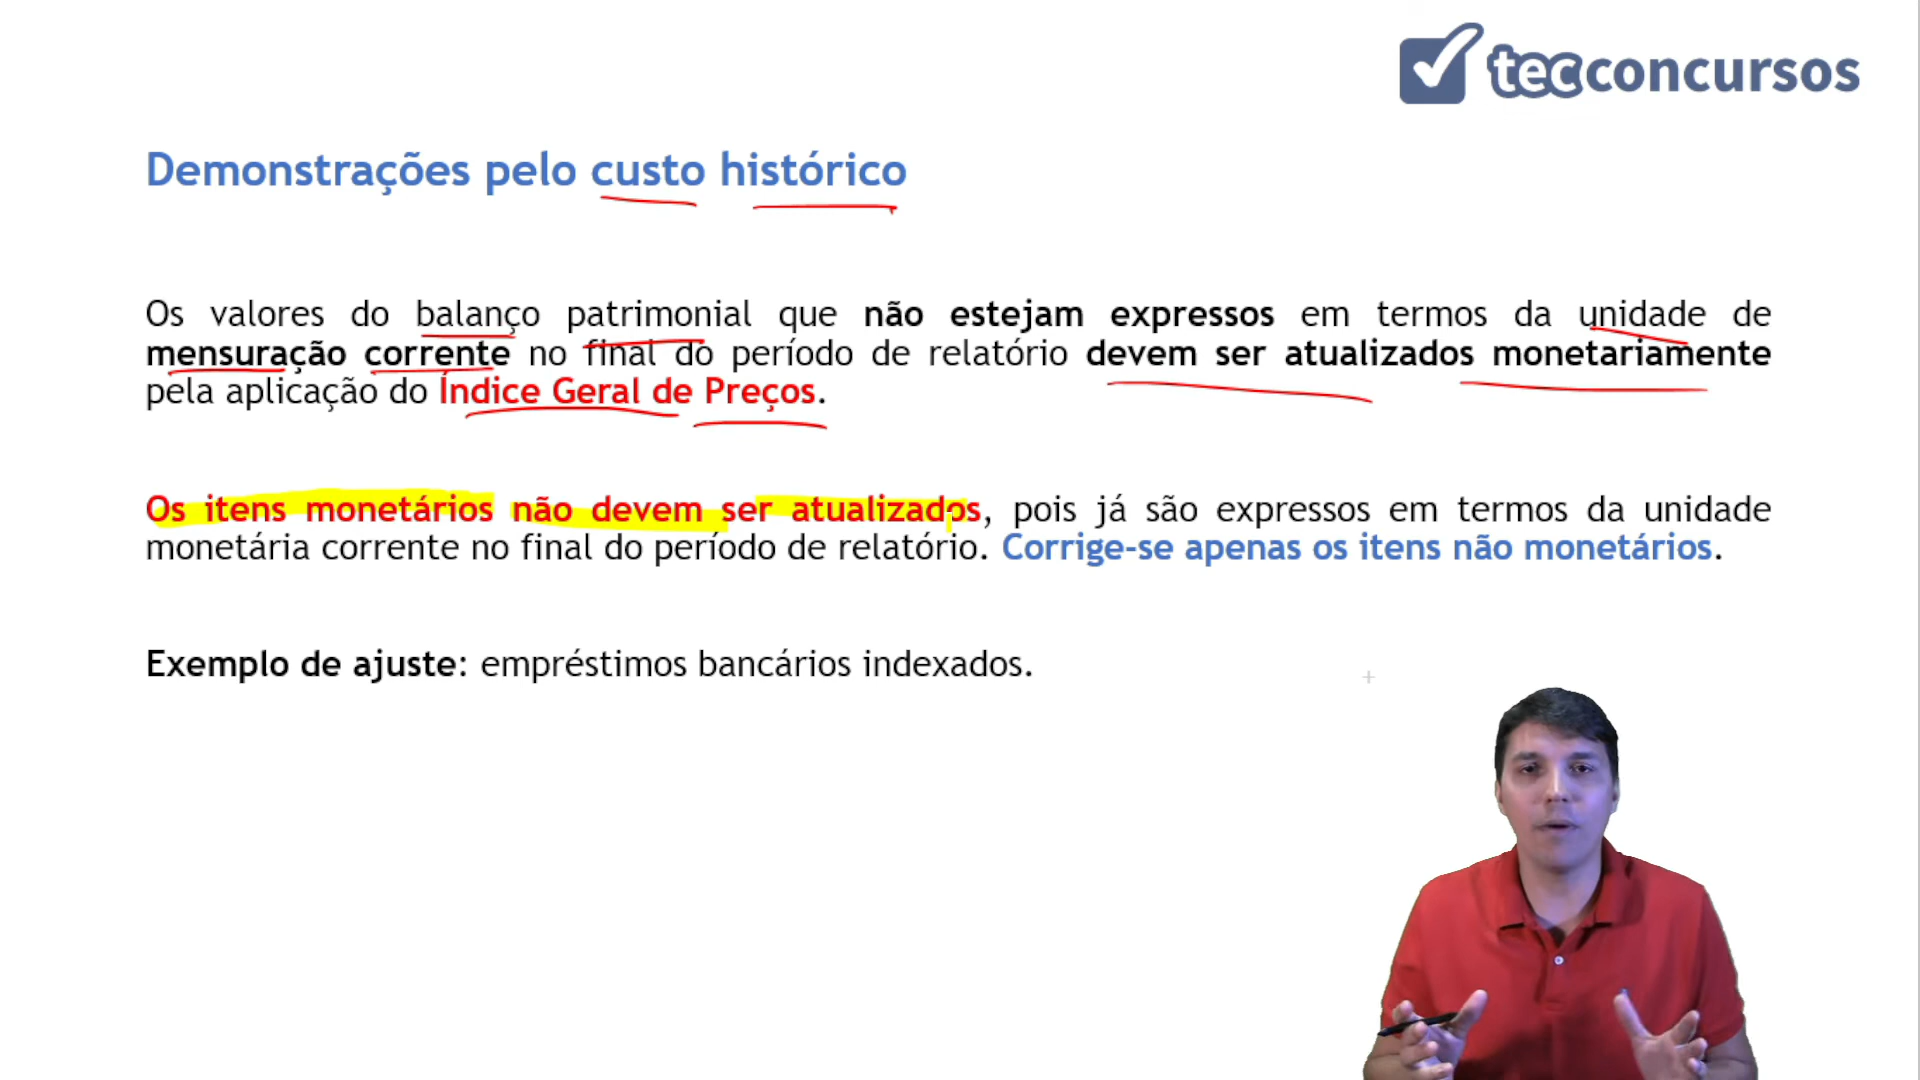 tecconcursos
Demonstrações pelo custo histórico
Os valores do balanço patrimonial que não estejam expressos em termos da unidade de
mensuração corrente no final do período de relatório devem ser atualizados monetariamente
pela aplicação do Índice Geral de Preços.
Os itens monetários não devem ser atualizados, pois já são expressos em termos da unidade
monetária corrente no final do período de relatório. Corrige-se apenas os itens não monetários.
Exemplo de ajuste: empréstimos bancários indexados.